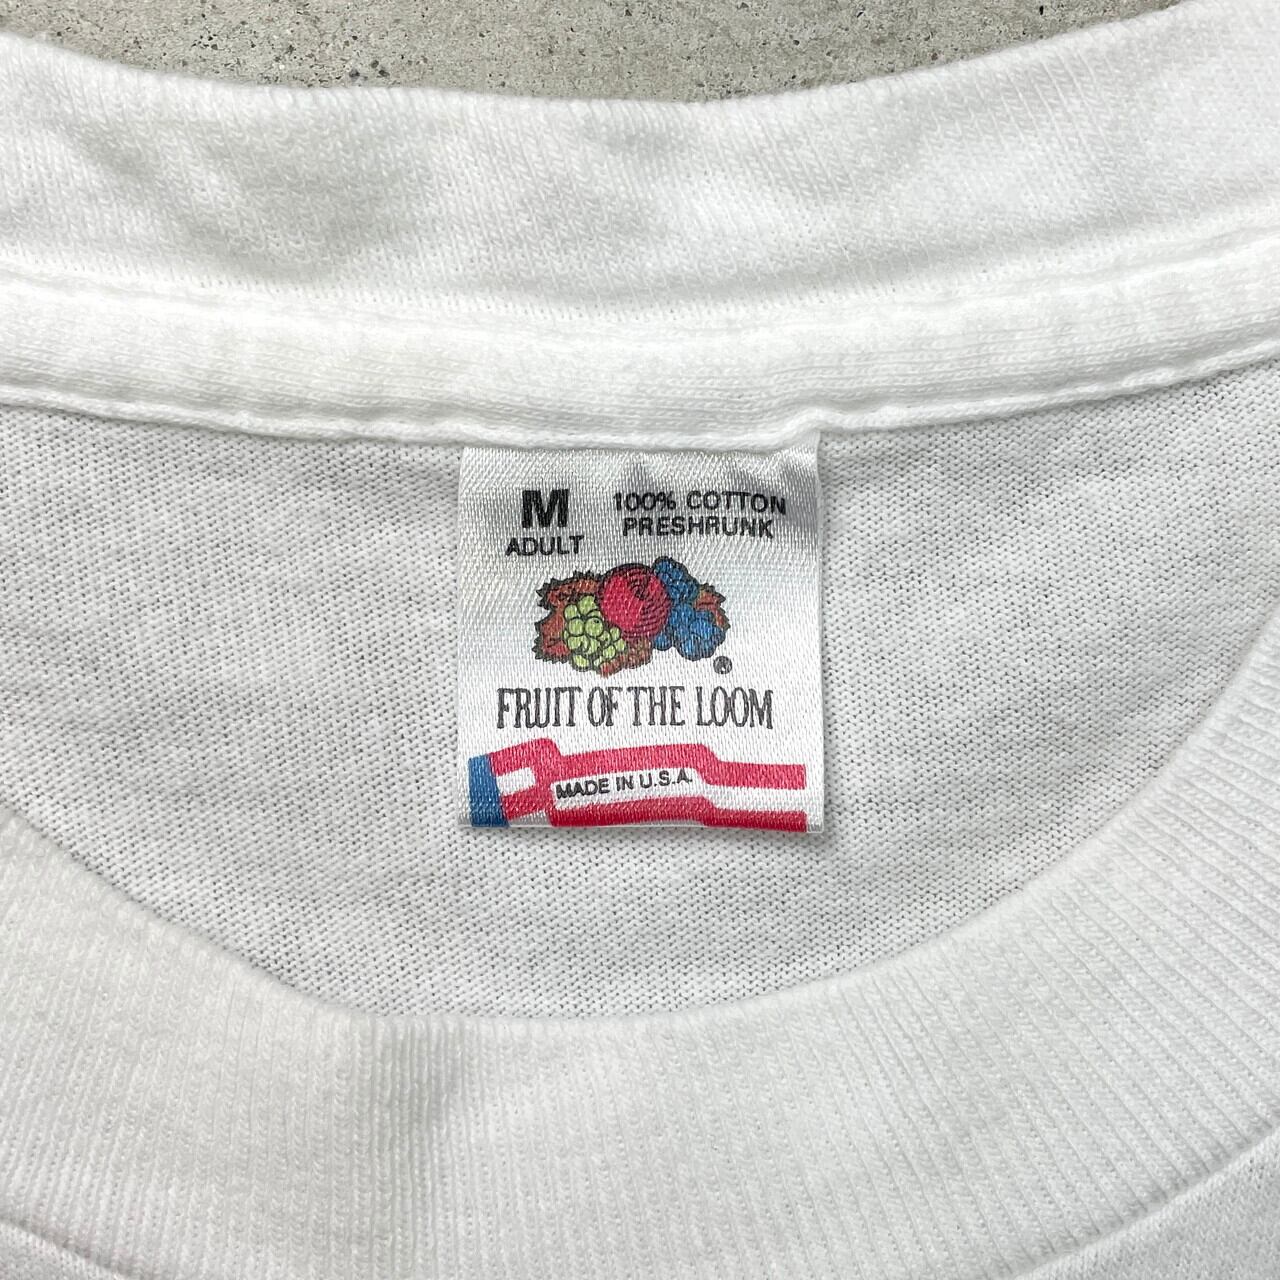 M
ADULT
100% COTTON
PRESHRUNK
®
FRUIT OF THE LOOM
MADE IN U.S.A.